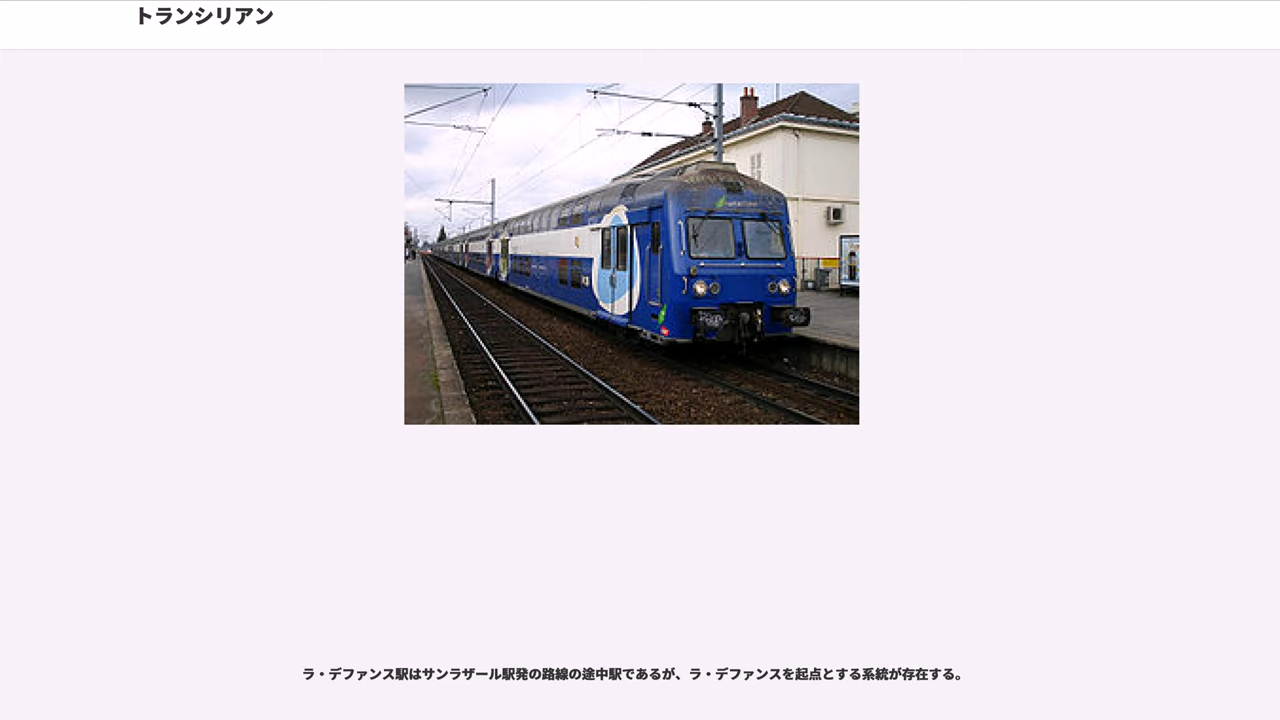 トランシリアン
ラ・デファンス駅はサンラザール駅発の路線の途中駅であるが、ラ・デファンスを起点とする系統が存在する。